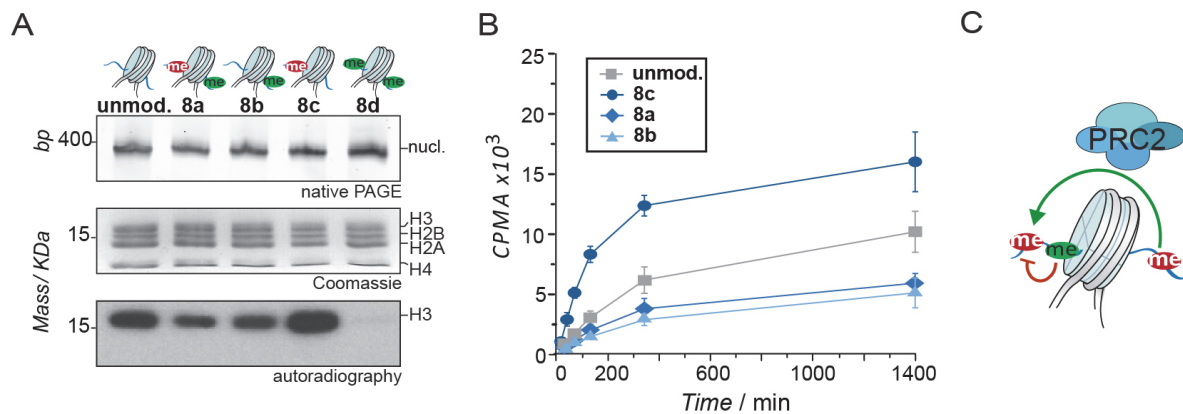 A
me me me me me me
unmod. 8a 8b 8c 8d
bp
400
nucl.
native PAGE
Mass/ KDa
15
H3
H2B
H2A
H4
Coomassie
15
H3
autoradiography
B
CPMA x10³
25
20
15
10
5
0
unmod.
8c
8a
8b
0 200 600 1000 1400
Time / min
C
PRC2
me
me
me